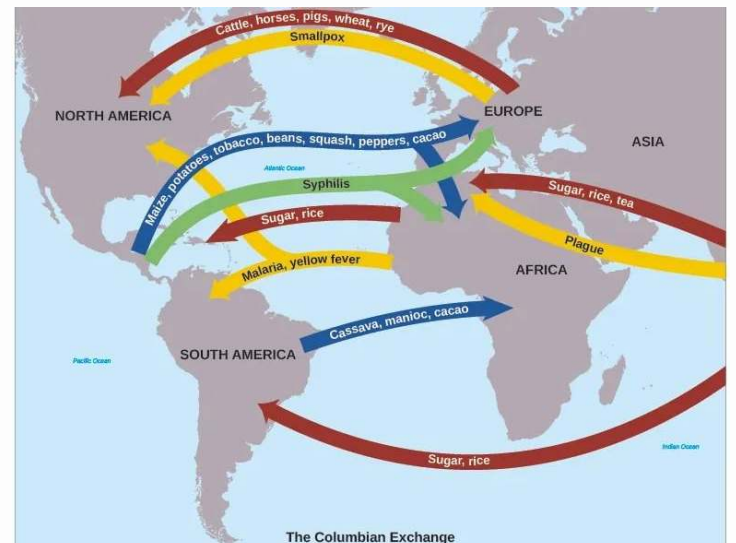 Cattle, horses, pigs, wheat, rye
Smallpox
NORTH AMERICA
EUROPE
ASIA
Maize, potatoes, tobacco, beans, squash, peppers, cacao
Atlantic Ocean
Syphilis
Sugar, rice, tea
Sugar, rice
Plague
Malaria, yellow fever
AFRICA
Cassava, manioc, cacao
SOUTH AMERICA
Pacific Ocean
Indian Ocean
Sugar, rice
The Columbian Exchange